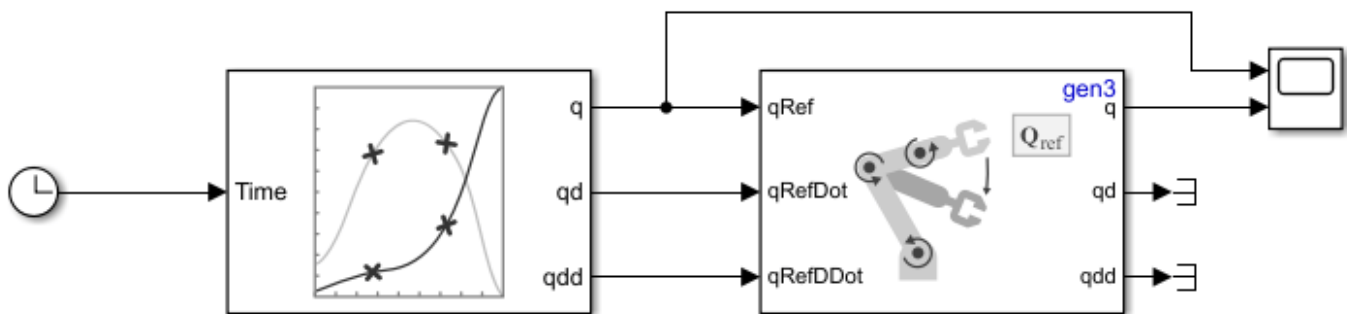 Time
q
qd
qdd
gen3
qRef
qRefDot
qRefDDot
Qref
q
qd
qdd